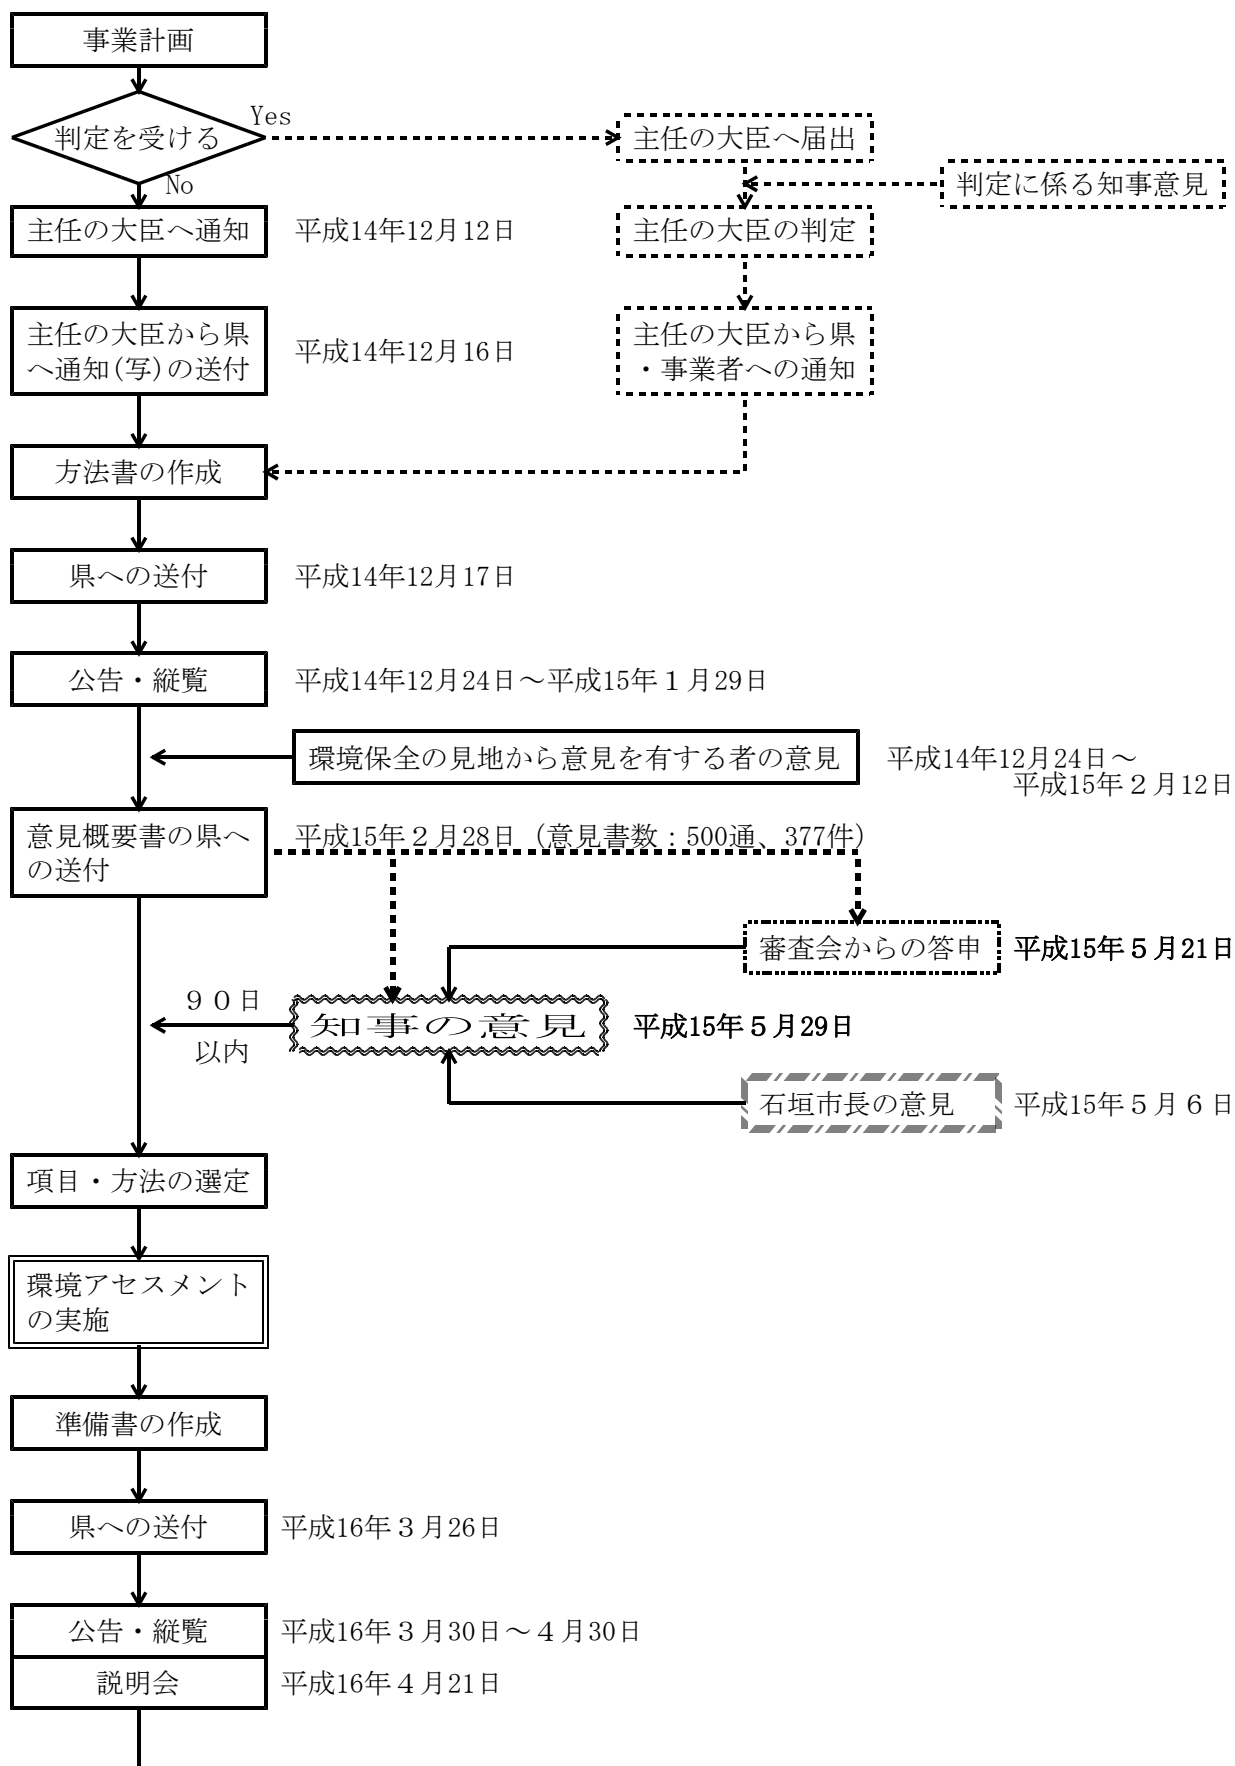 事業計画
判定を受ける
Yes
No
主任の大臣へ届出
判定に係る知事意見
主任の大臣へ通知
平成14年12月12日
主任の大臣の判定
主任の大臣から県
へ通知(写)の送付
平成14年12月16日
主任の大臣から県
・事業者への通知
方法書の作成
県への送付
平成14年12月17日
公告・縦覧
平成14年12月24日～平成15年１月29日
環境保全の見地から意見を有する者の意見
平成14年12月24日～
平成15年２月12日
意見概要書の県へ
の送付
平成15年２月28日（意見書数：500通、377件）
審査会からの答申
平成15年５月21日
９０日
以内
知事の意見
平成15年５月29日
石垣市長の意見
平成15年５月６日
項目・方法の選定
環境アセスメント
の実施
準備書の作成
県への送付
平成16年３月26日
公告・縦覧
平成16年３月30日～４月30日
説明会
平成16年４月21日